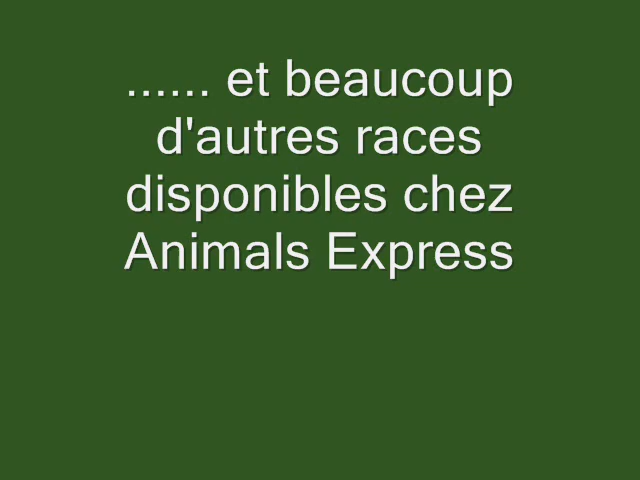 ...... et beaucoup
d'autres races
disponibles chez
Animals Express